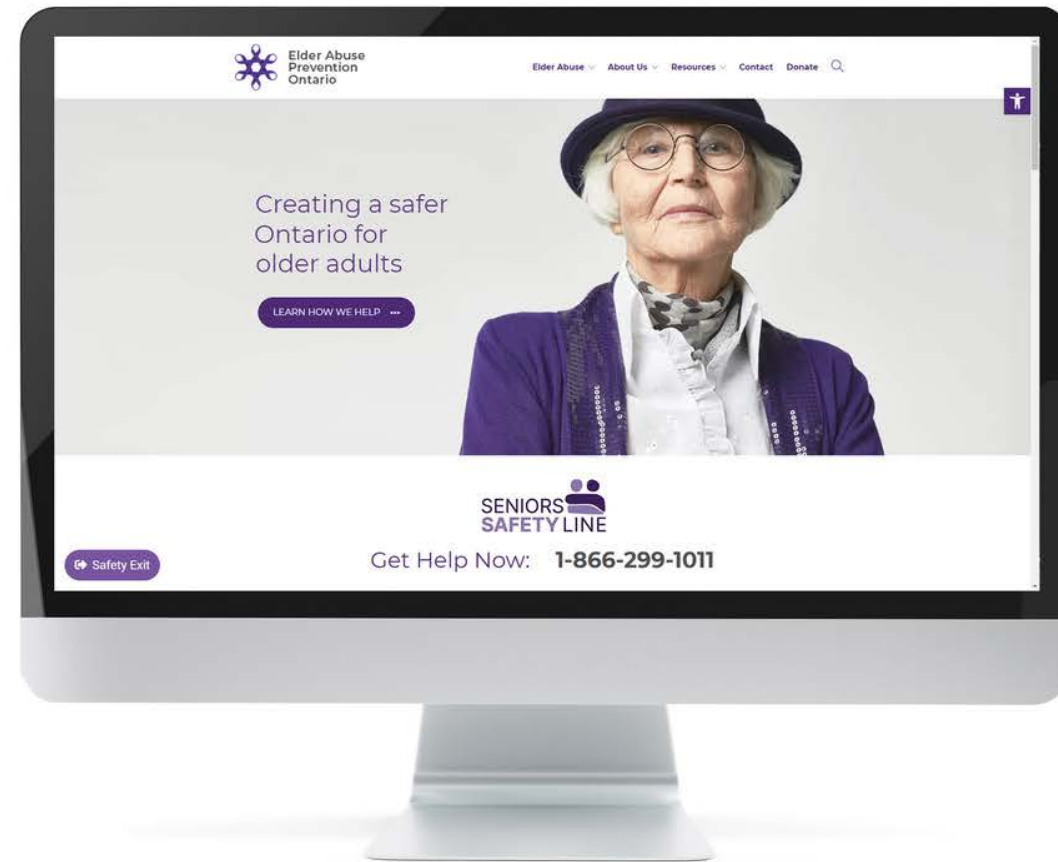 Elder Abuse
Prevention
Ontario
Elder Abuse About Us Resources Contact Donate
Creating a safer
Ontario for
older adults
LEARN HOW WE HELP •••
SENIORS
SAFETY LINE
Get Help Now: 1-866-299-1011
Safety Exit